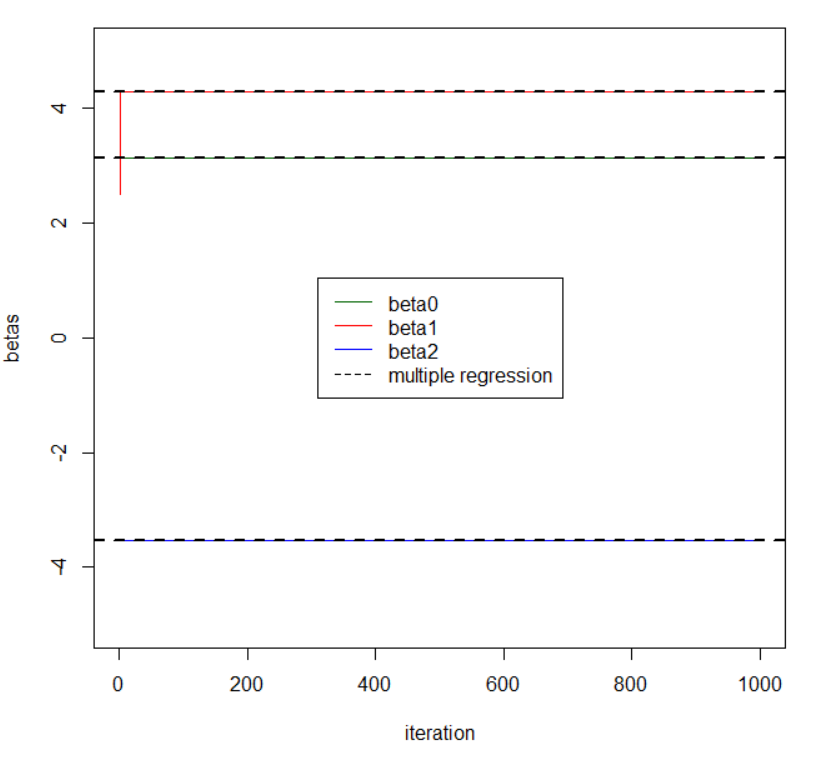 4
2
0
-2
-4
betas
beta0
beta1
beta2
multiple regression
0 200 400 600 800 1000
iteration